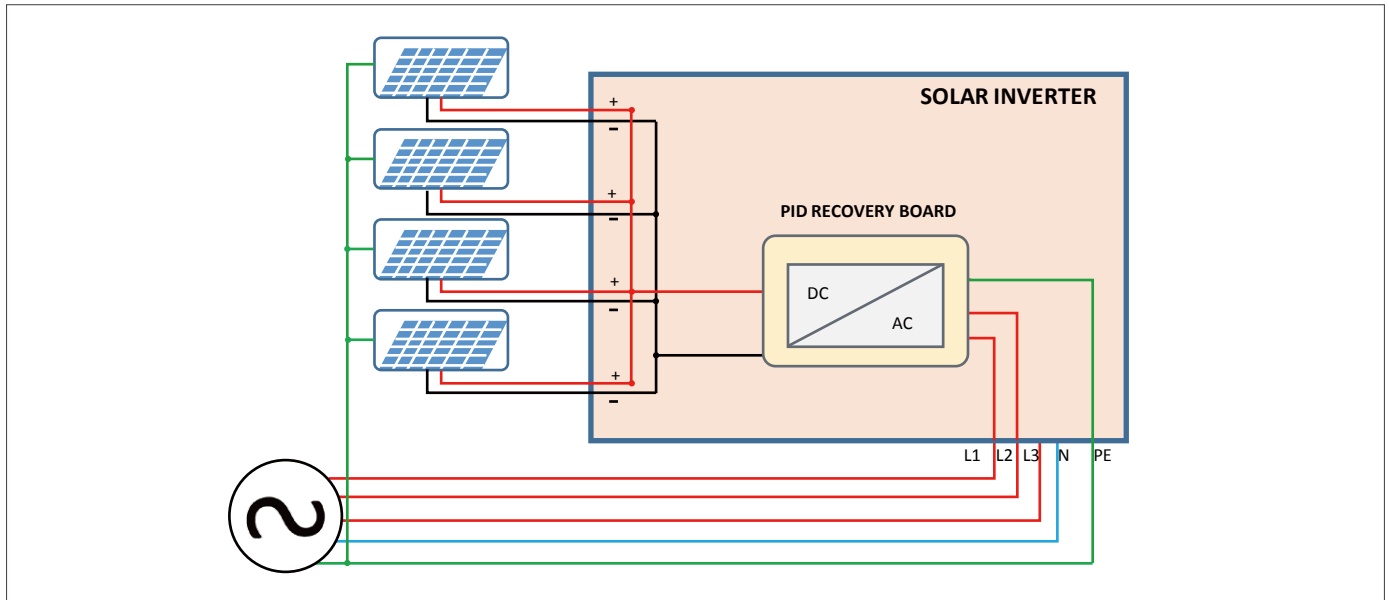 SOLAR INVERTER
+
−
+
−
PID RECOVERY BOARD
+
−
DC
AC
+
−
L1 L2 L3 N PE